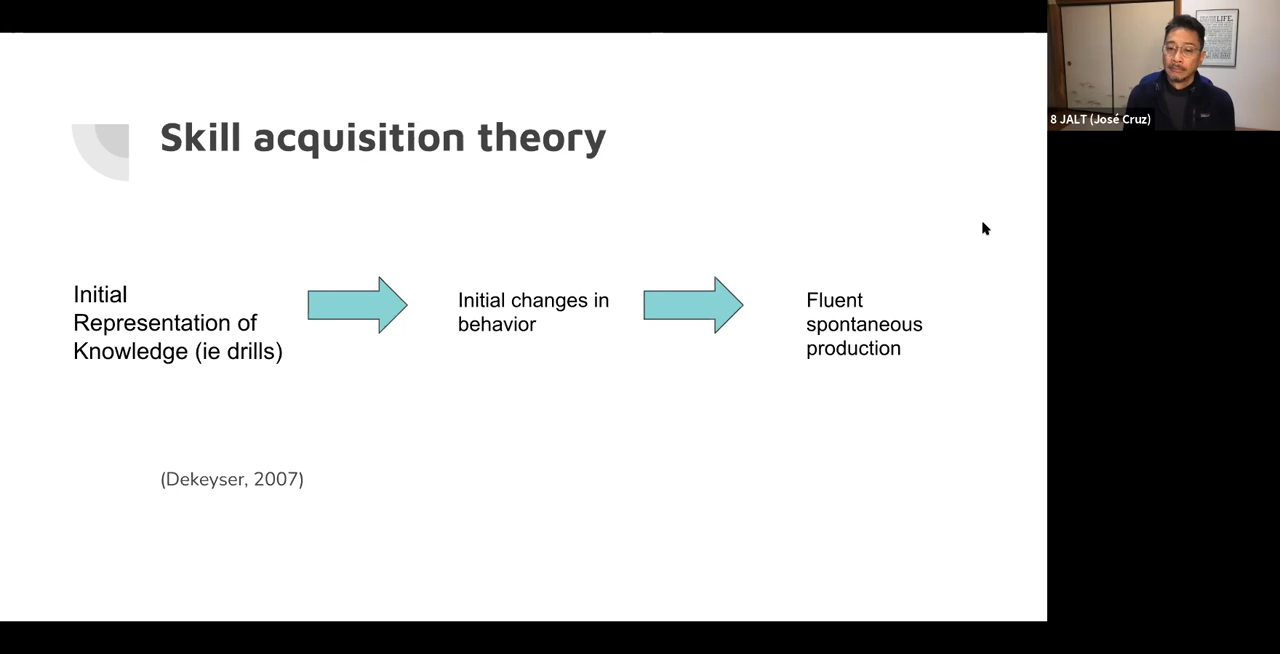 Skill acquisition theory
Initial
Representation of
Knowledge (ie drills)
Initial changes in
behavior
Fluent
spontaneous
production
(Dekeyser, 2007)
LIFE.
8 JALT (José Cruz)